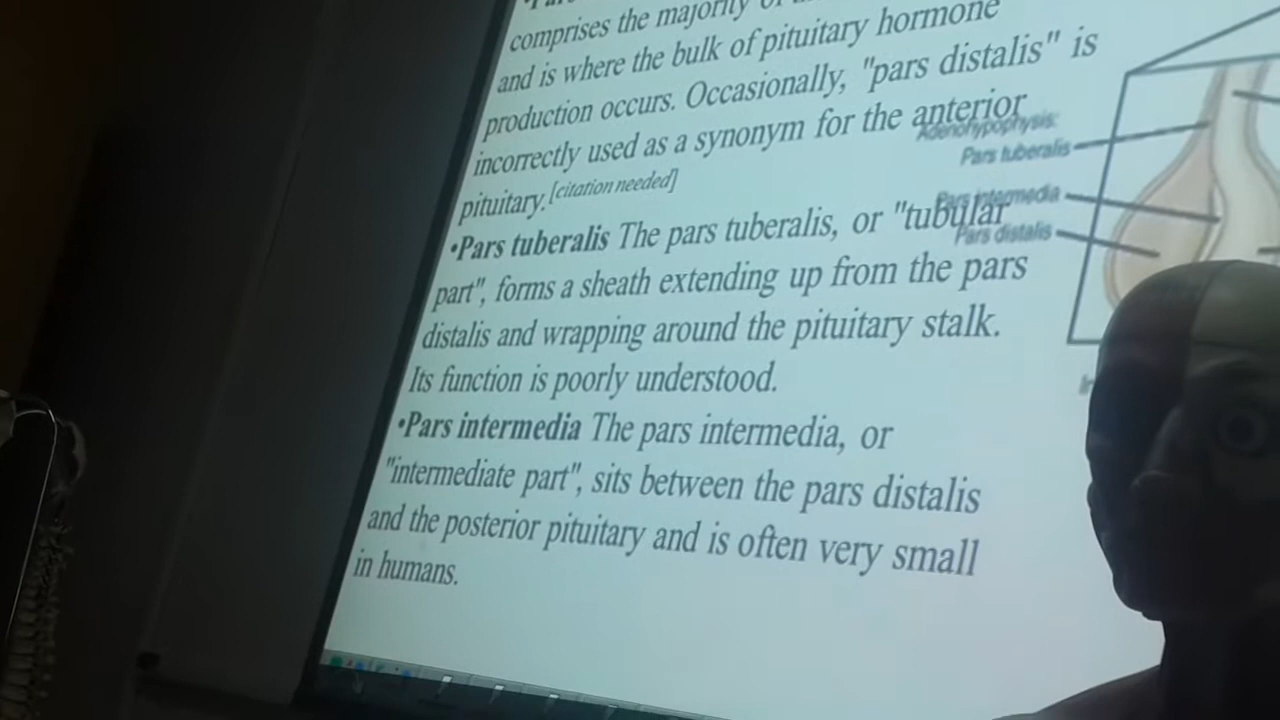 comprises the majority
and is where the bulk of pituitary hormone
production occurs. Occasionally, "pars distalis" is
incorrectly used as a synonym for the anterior
pituitary.[citation needed]
•Pars tuberalis The pars tuberalis, or "tubular
part", forms a sheath extending up from the pars
distalis and wrapping around the pituitary stalk.
Its function is poorly understood.
•Pars intermedia The pars intermedia, or
"intermediate part", sits between the pars distalis
and the posterior pituitary and is often very small
in humans.
Adenohypophysis:
Pars tuberalis
Pars intermedia
Pars distalis